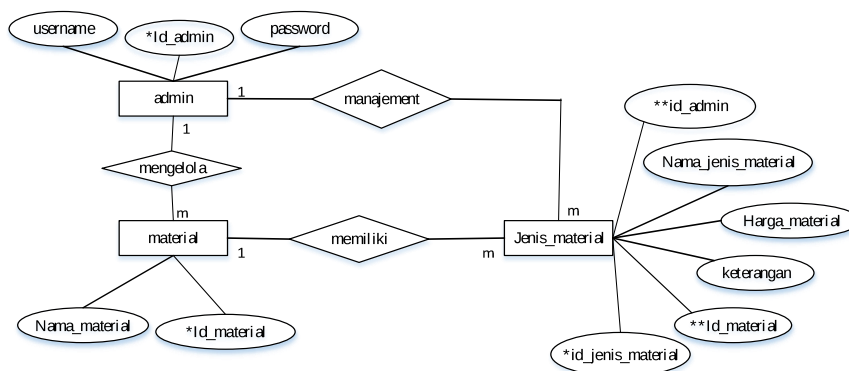 username
*Id_admin
password
admin
1
manajement
**id_admin
1
mengelola
Nama_jenis_material
m
m
Harga_material
material
1
memiliki
m
Jenis_material
keterangan
Nama_material
*Id_material
**Id_material
*id_jenis_material